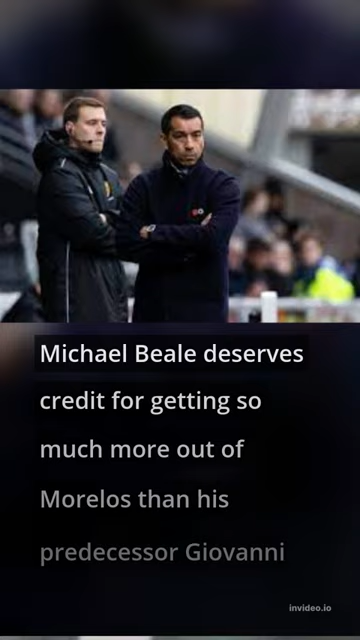 Michael Beale deserves
credit for getting so
much more out of
Morelos than his
predecessor Giovanni
invideo.io